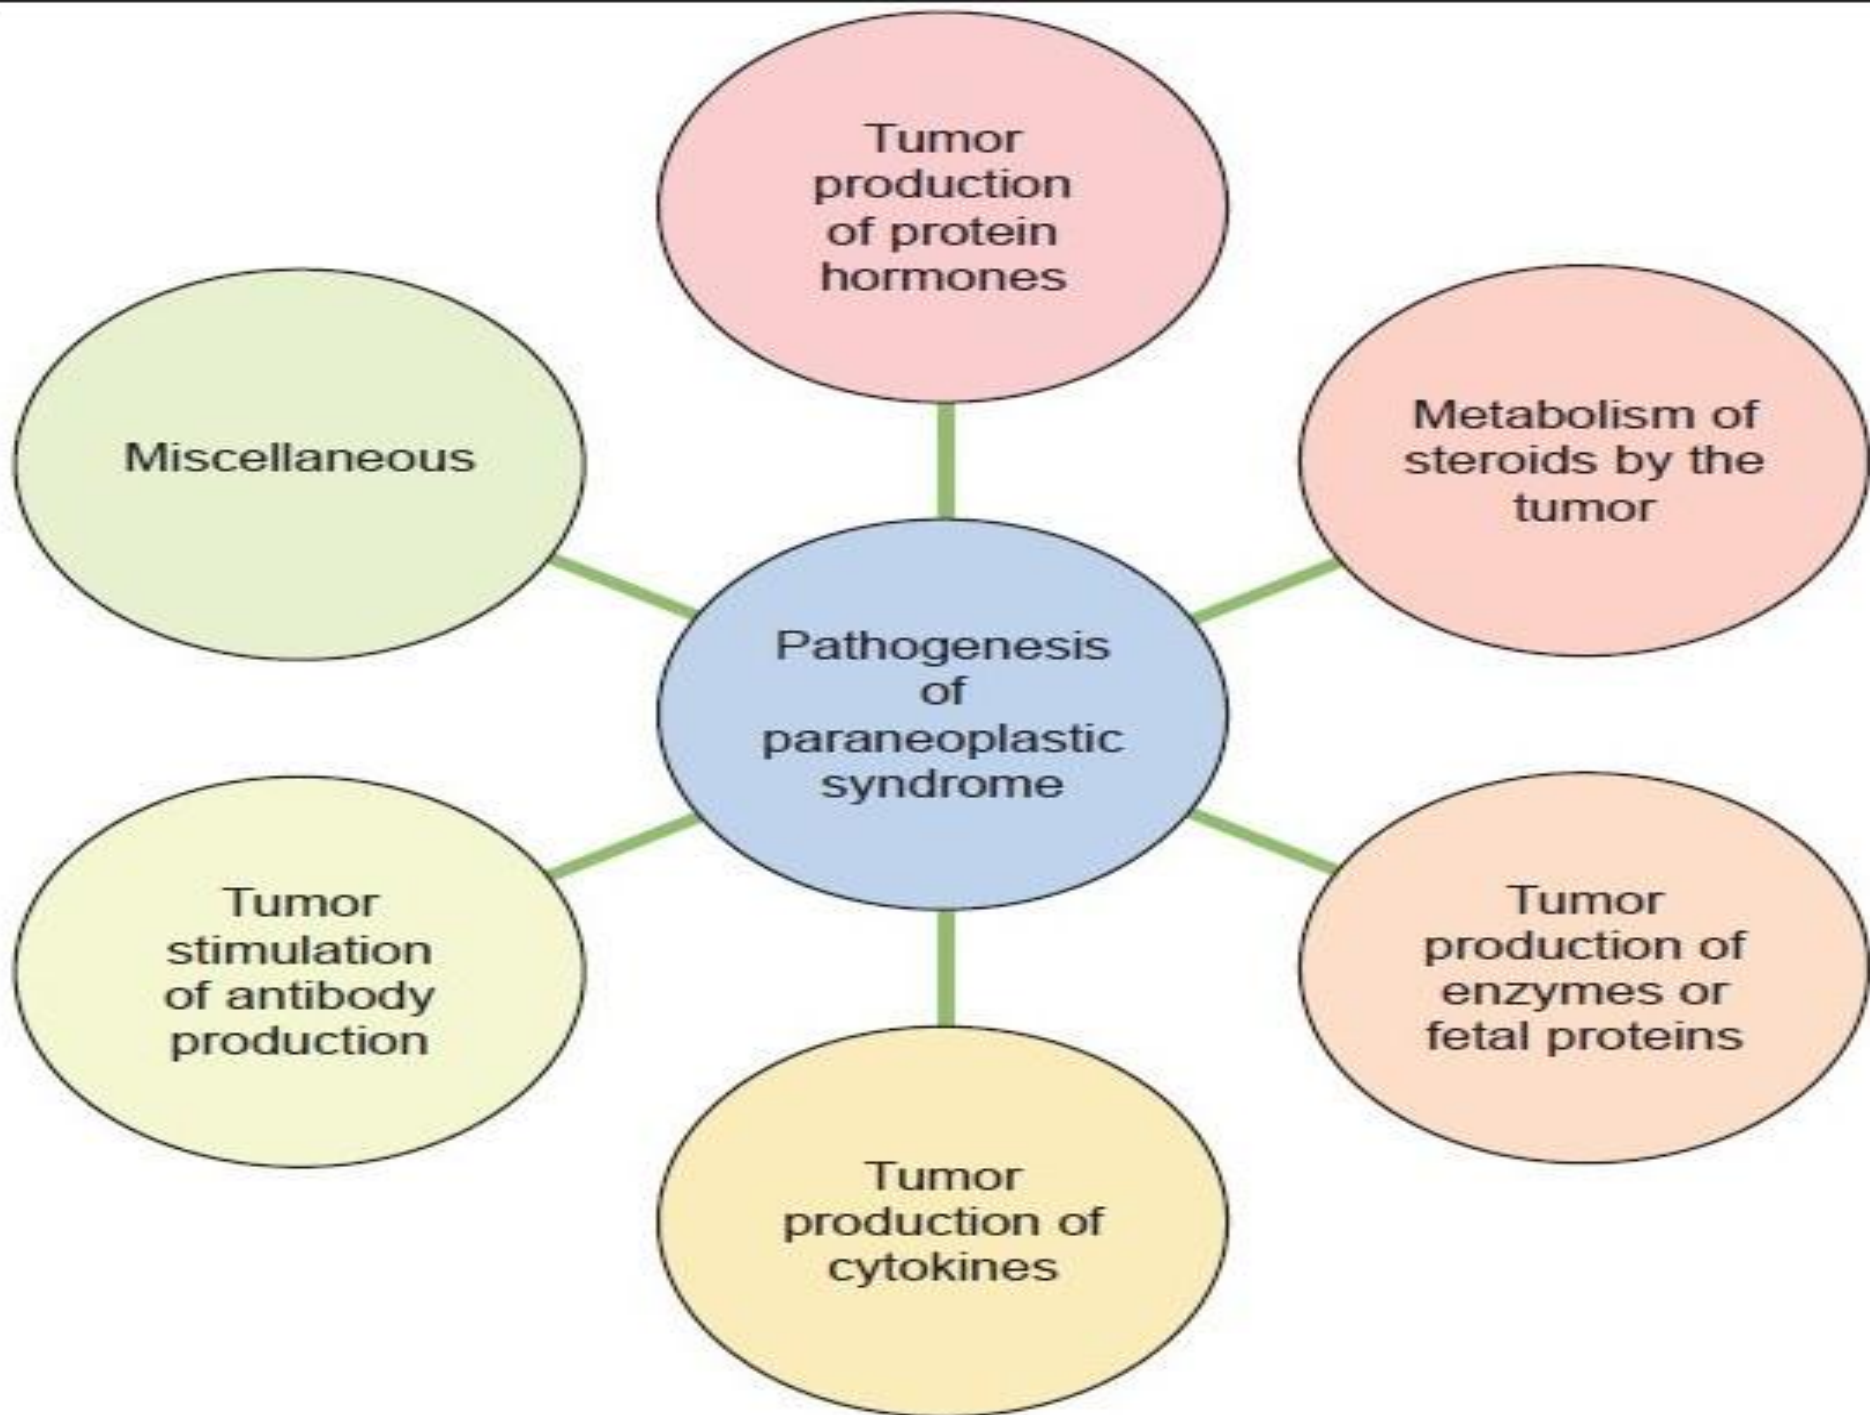 Tumor
production
of protein
hormones
Metabolism of
steroids by the
tumor
Tumor
production of
enzymes or
fetal proteins
Tumor
production of
cytokines
Tumor
stimulation
of antibody
production
Miscellaneous
Pathogenesis
of
paraneoplastic
syndrome